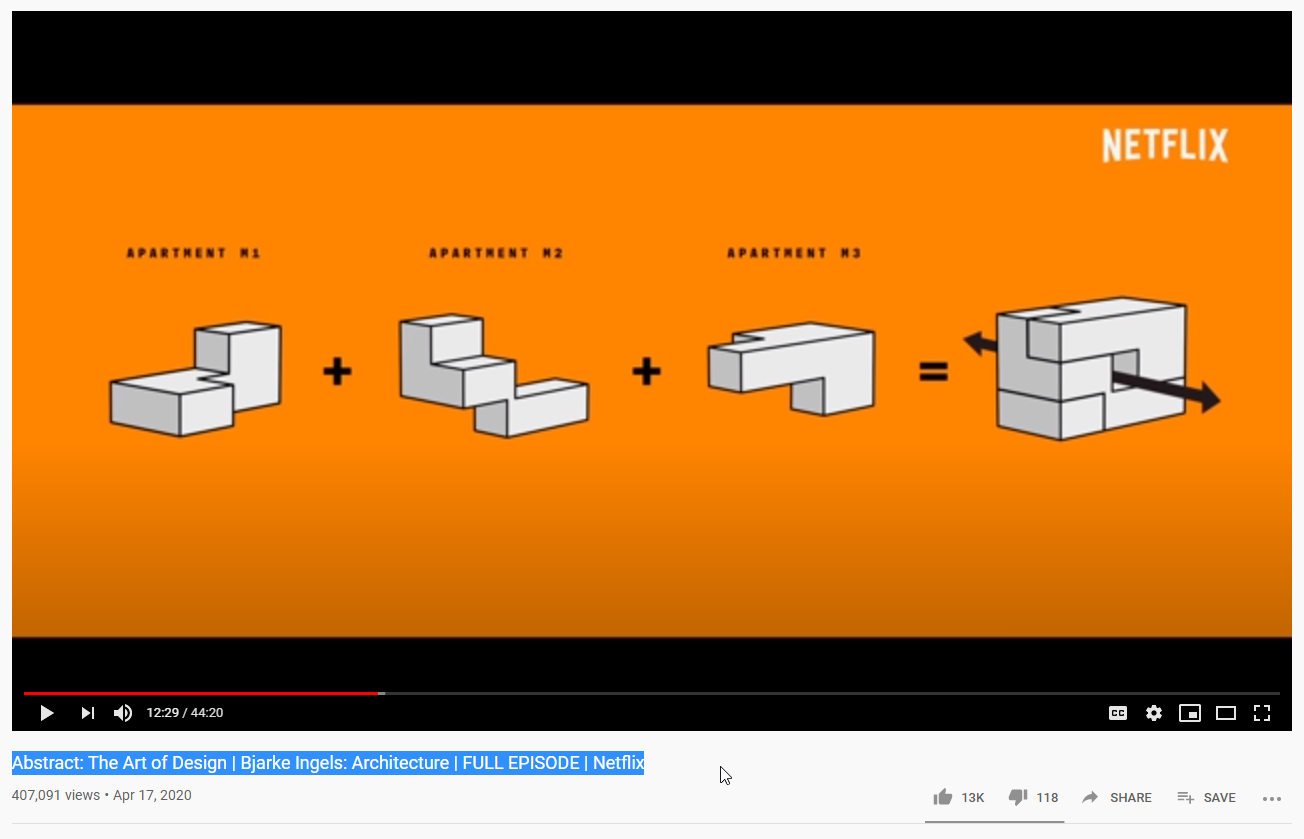 NETFLIX
APARTMENT M1 APARTMENT M2 APARTMENT M3
12:29 / 44:20
CC
Abstract: The Art of Design | Bjarke Ingels: Architecture | FULL EPISODE | Netflix
407,091 views • Apr 17, 2020
13K 118 SHARE SAVE